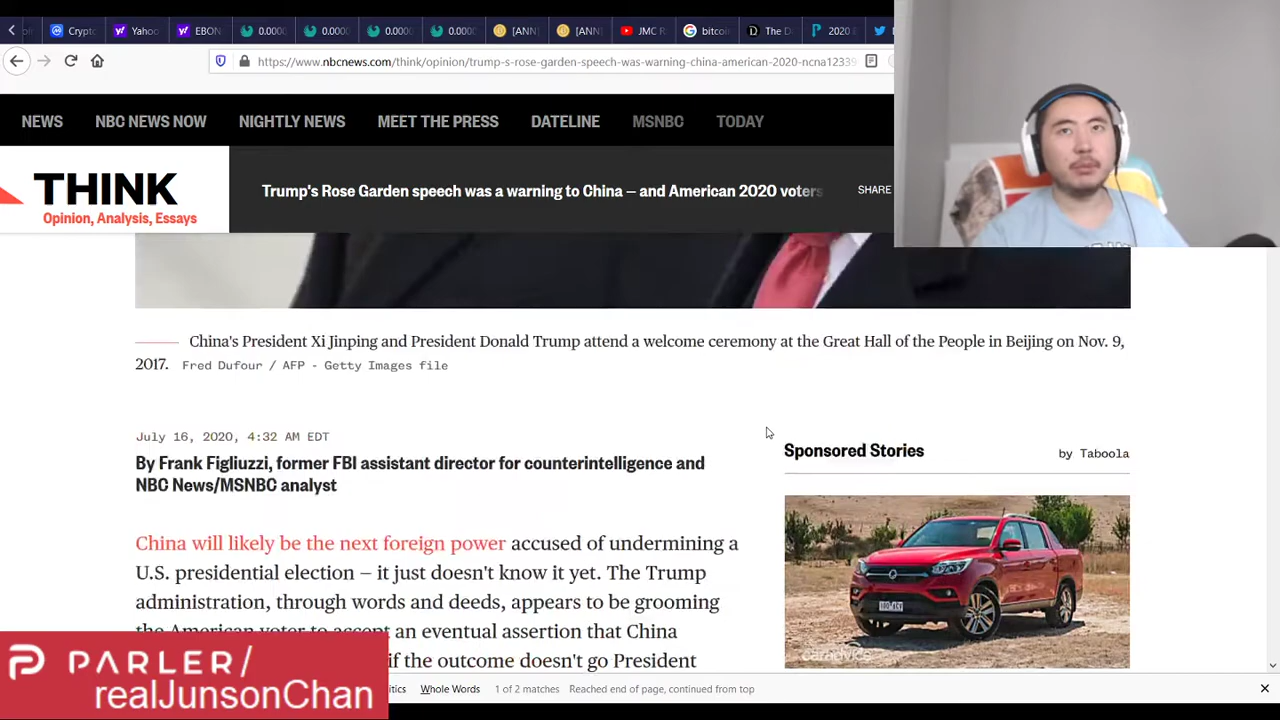 Crypto
Yahoo
EBON
0.0000
0.0000
0.0000
0.0000
[ANN]
[ANN]
JMC R
bitcoi
The D
2020 E
https://www.nbcnews.com/think/opinion/trump-s-rose-garden-speech-was-warning-china-american-2020-ncna12339
NEWS
NBC NEWS NOW
NIGHTLY NEWS
MEET THE PRESS
DATELINE
MSNBC
TODAY
THINK
Opinion, Analysis, Essays
Trump's Rose Garden speech was a warning to China — and American 2020 voters
SHARE
China's President Xi Jinping and President Donald Trump attend a welcome ceremony at the Great Hall of the People in Beijing on Nov. 9,
2017. Fred Dufour / AFP - Getty Images file
July 16, 2020, 4:32 AM EDT
By Frank Figliuzzi, former FBI assistant director for counterintelligence and
NBC News/MSNBC analyst
China will likely be the next foreign power accused of undermining a
U.S. presidential election — it just doesn't know it yet. The Trump
administration, through words and deeds, appears to be grooming
the American voter to accept an eventual assertion that China
if the outcome doesn't go President
Sponsored Stories
by Taboola
caradvice
PARLER/
realJunsonChan
itics
Whole Words
1 of 2 matches
Reached end of page, continued from top